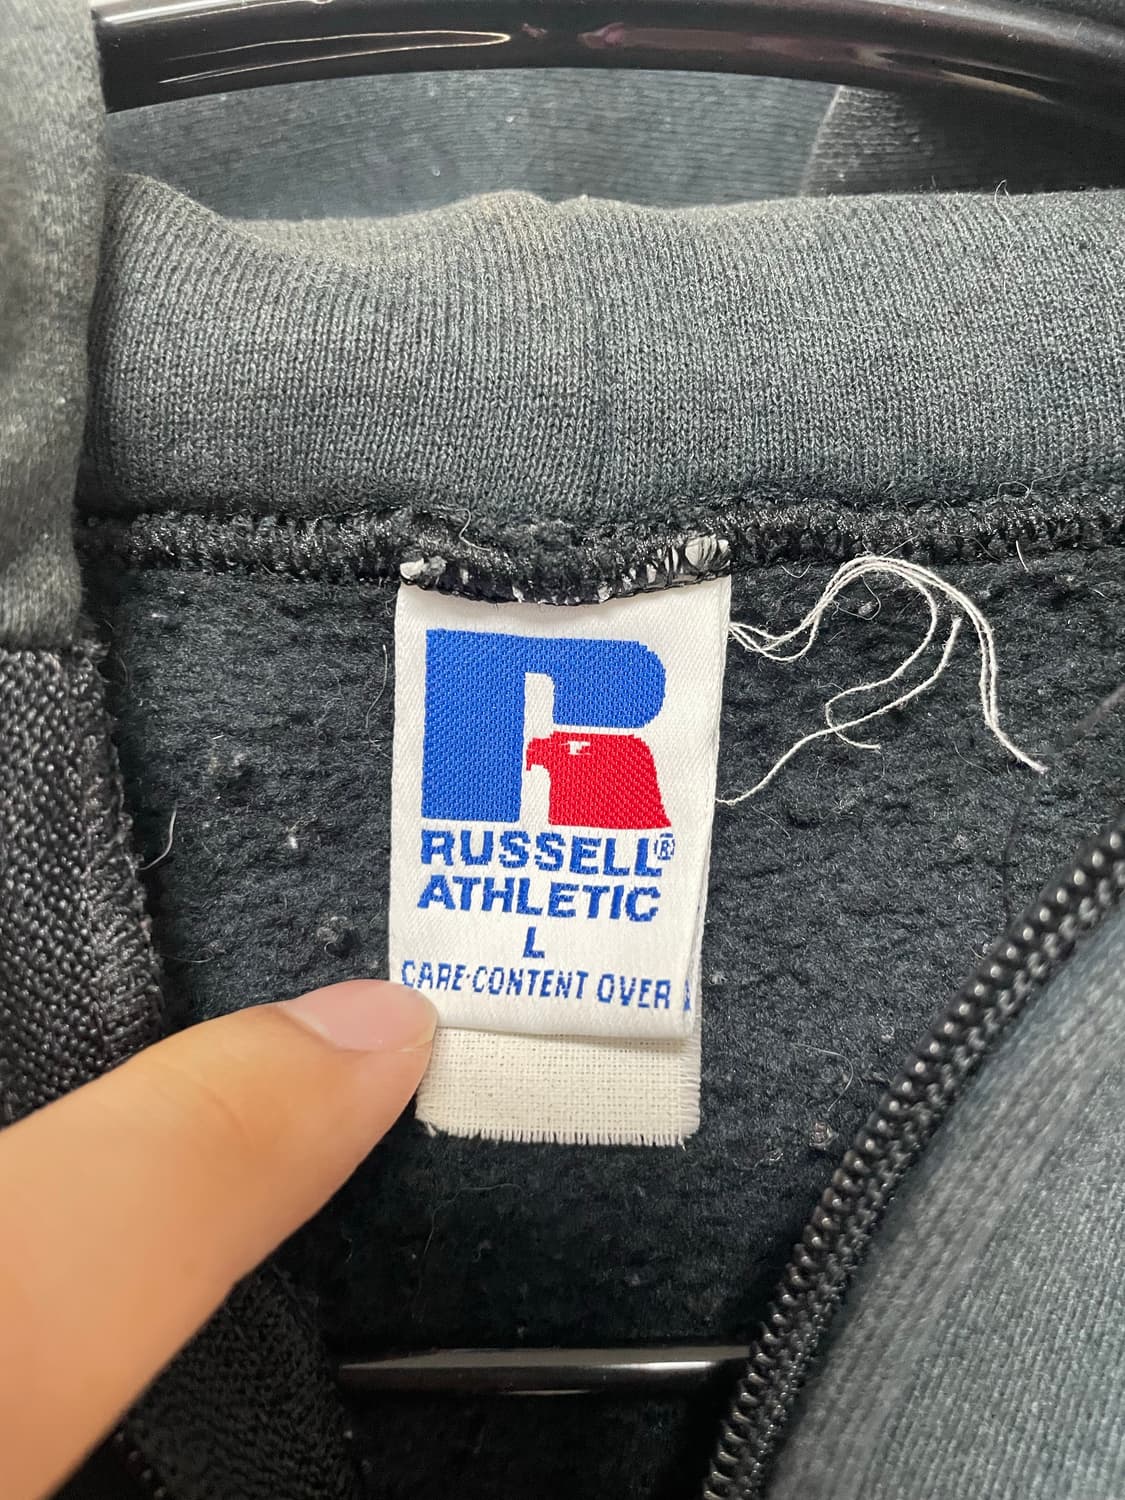 RUSSELL®
ATHLETIC
L
CARE·CONTENT OVER